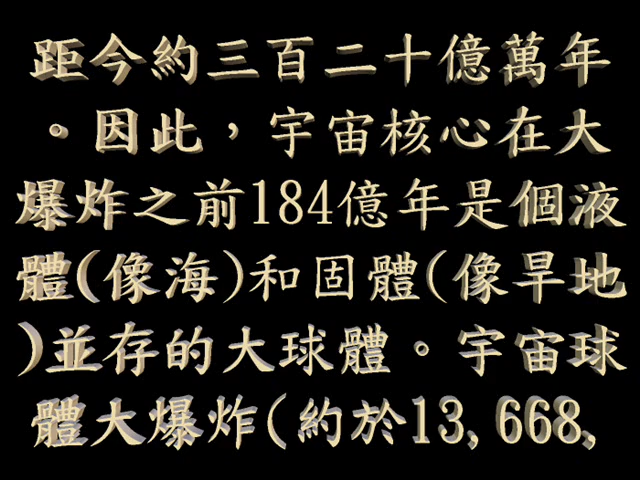 距今約三百二十億萬年
。因此，宇宙核心在大
爆炸之前184億年是個液
體(像海)和固體(像旱地
)並存的大球體。宇宙球
體大爆炸(約於13,668,